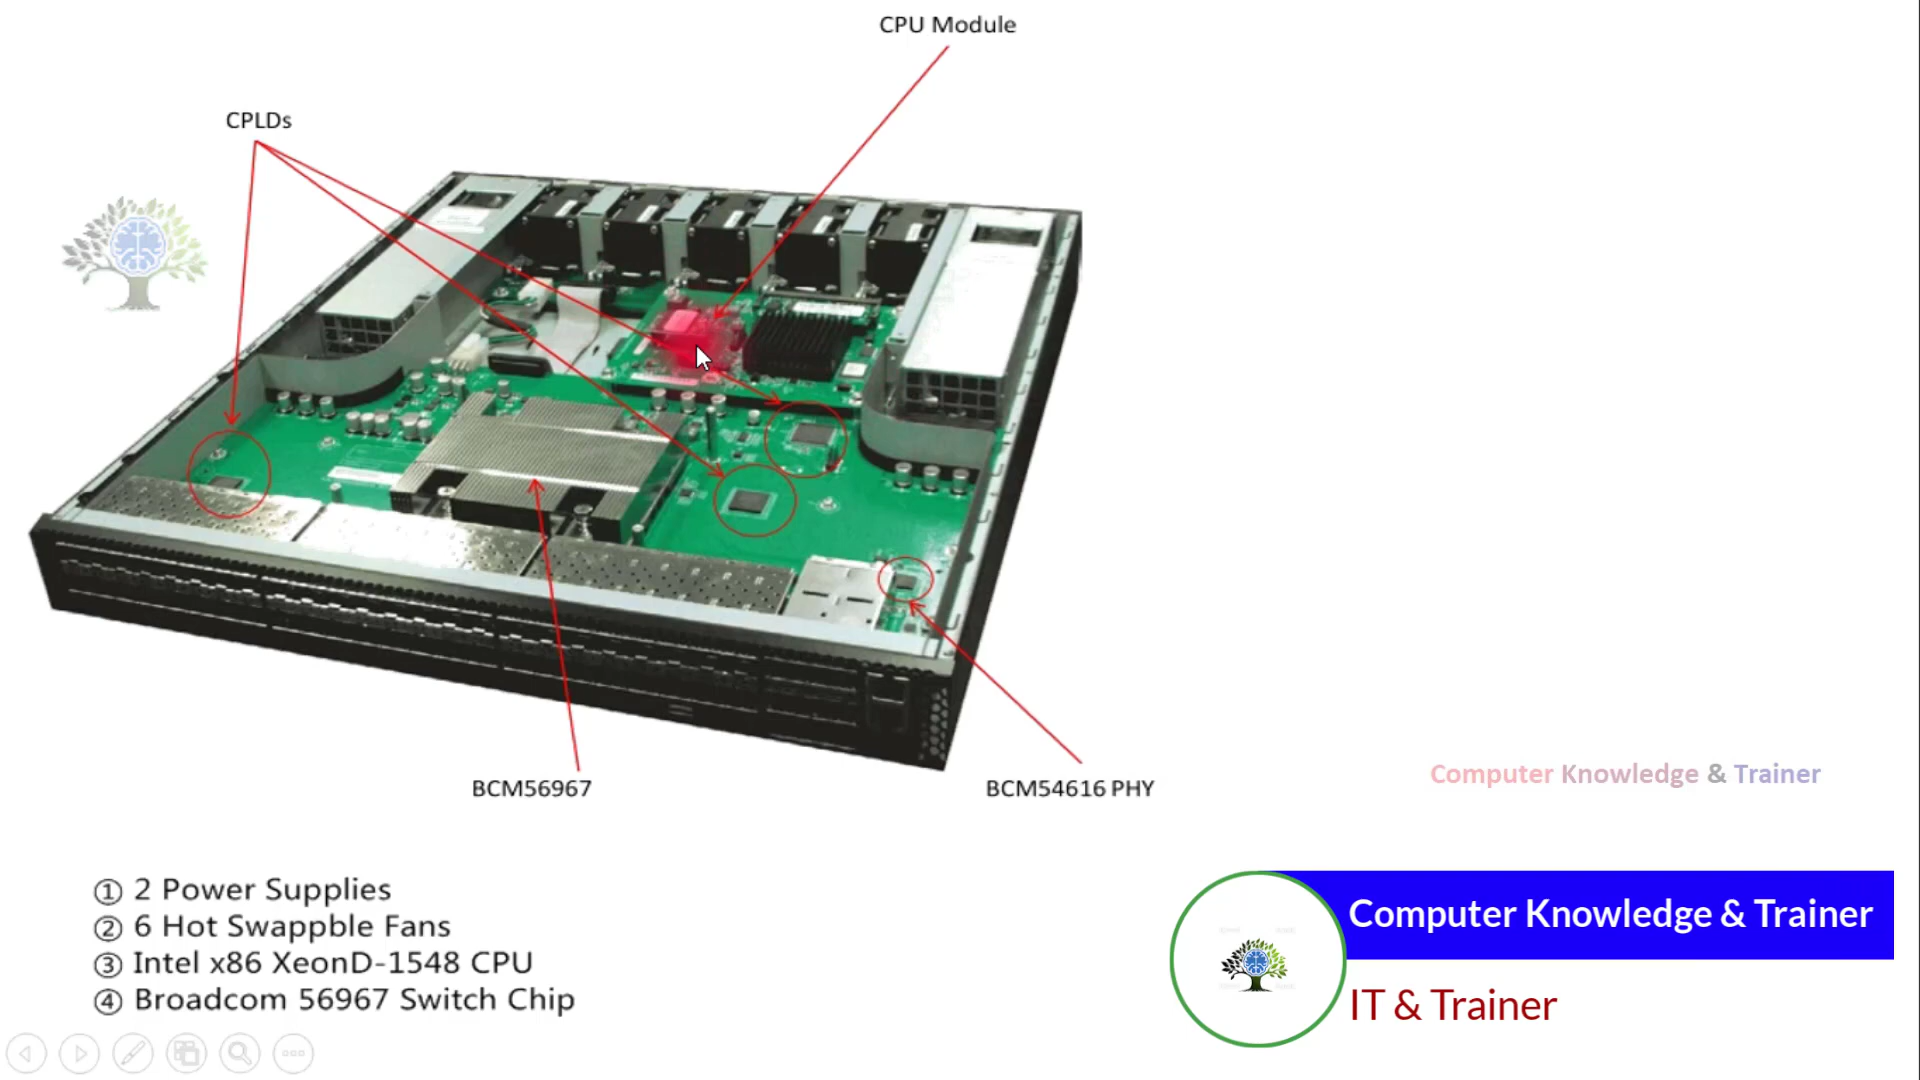 CPU Module
CPLDs
BCM56967
BCM54616 PHY
Computer Knowledge & Trainer
① 2 Power Supplies
② 6 Hot Swappble Fans
③ Intel x86 XeonD-1548 CPU
④ Broadcom 56967 Switch Chip
Computer Knowledge & Trainer
IT & Trainer